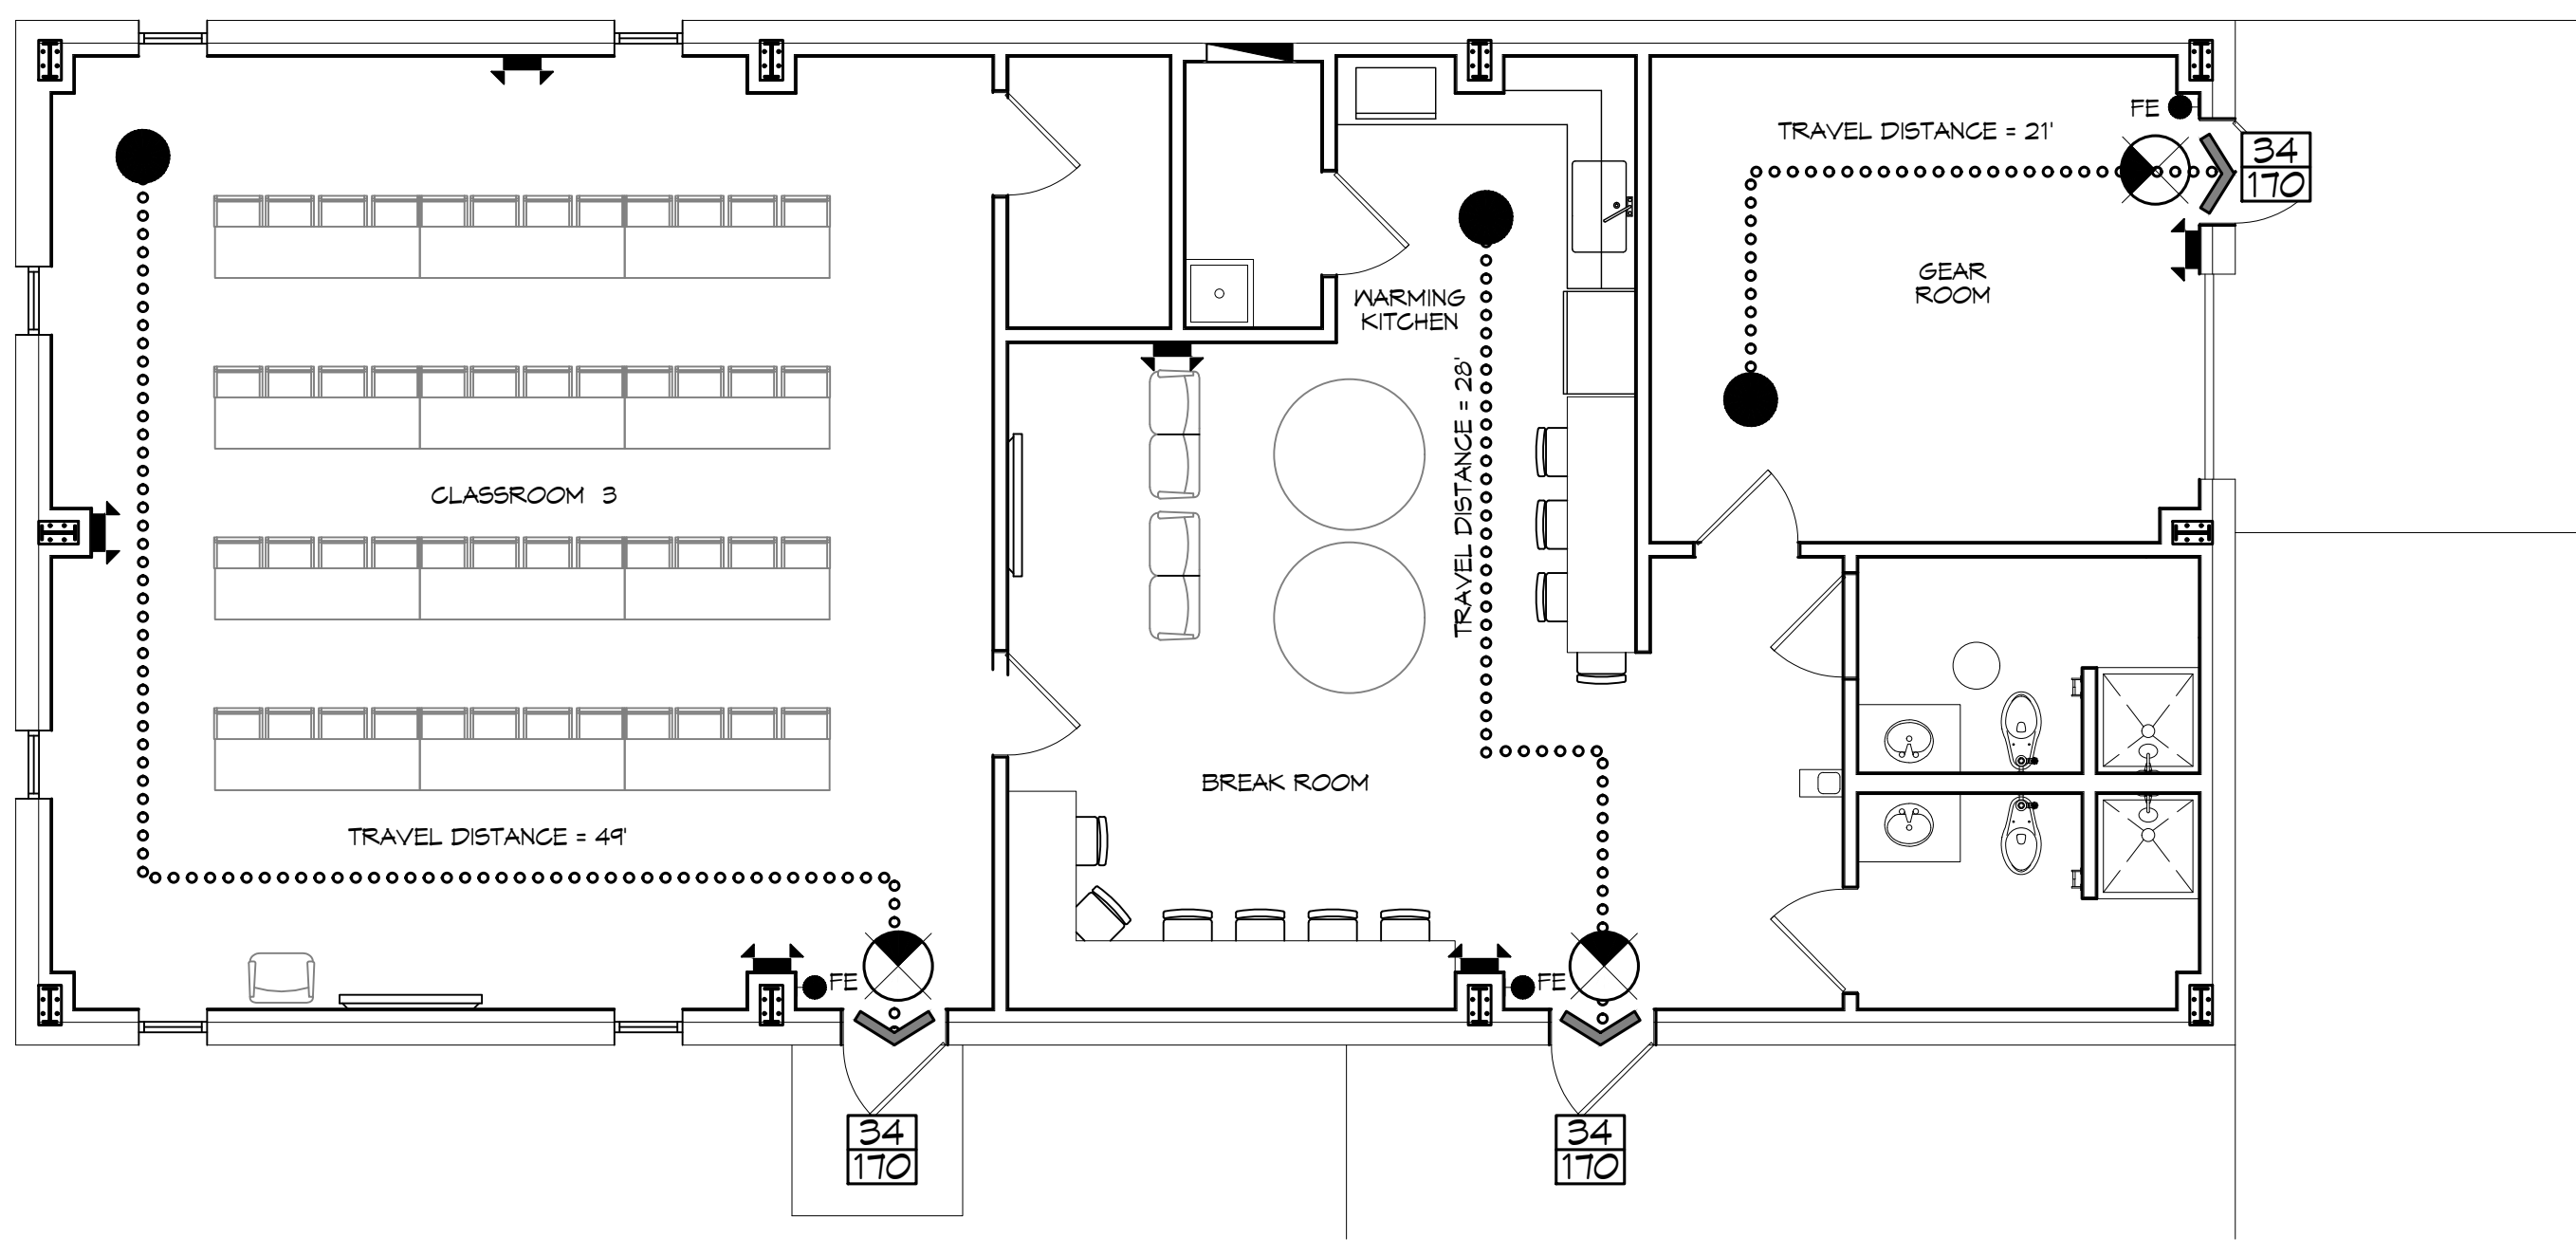 FE
TRAVEL DISTANCE = 21'
34
170
GEAR
ROOM
WARMING
KITCHEN
TRAVEL DISTANCE = 28'
CLASSROOM 3
BREAK ROOM
TRAVEL DISTANCE = 49'
FE
FE
34
170
34
170